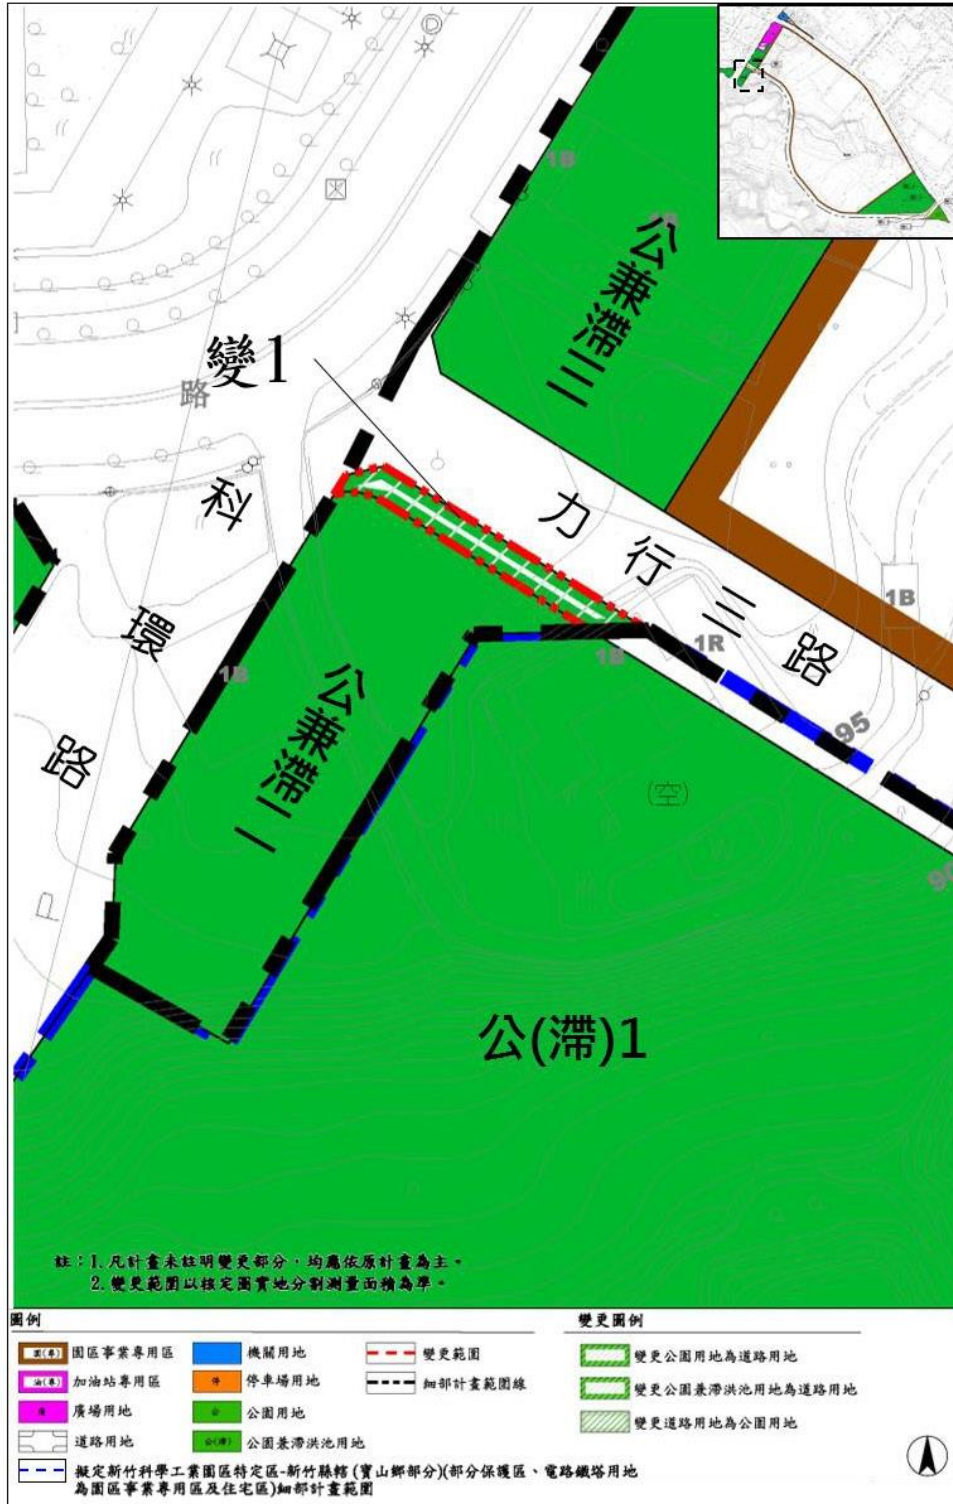 1B
公兼滯三
變1
路
科
環
路
力行三路
1B
1B
1R
1B
95
90
公兼滯二
(空)
公(滯)1
註：1. 凡計畫未註明變更部分，均應依原計畫為主。
2. 變更範圍以核定圖實地分割測量面積為準。
圖例
園(專) 園區事業專用區
油(專) 加油站專用區
廣場用地
道路用地
機關用地
停 停車場用地
公 公園用地
公(滯) 公園兼滯洪池用地
變更範圍
細部計畫範圍線
擬定新竹科學工業園區特定區-新竹縣轄(寶山鄉部分)(部分保護區、電路鐵塔用地
為園區事業專用區及住宅區)細部計畫範圍
變更圖例
變更公園用地為道路用地
變更公園兼滯洪池用地為道路用地
變更道路用地為公園用地